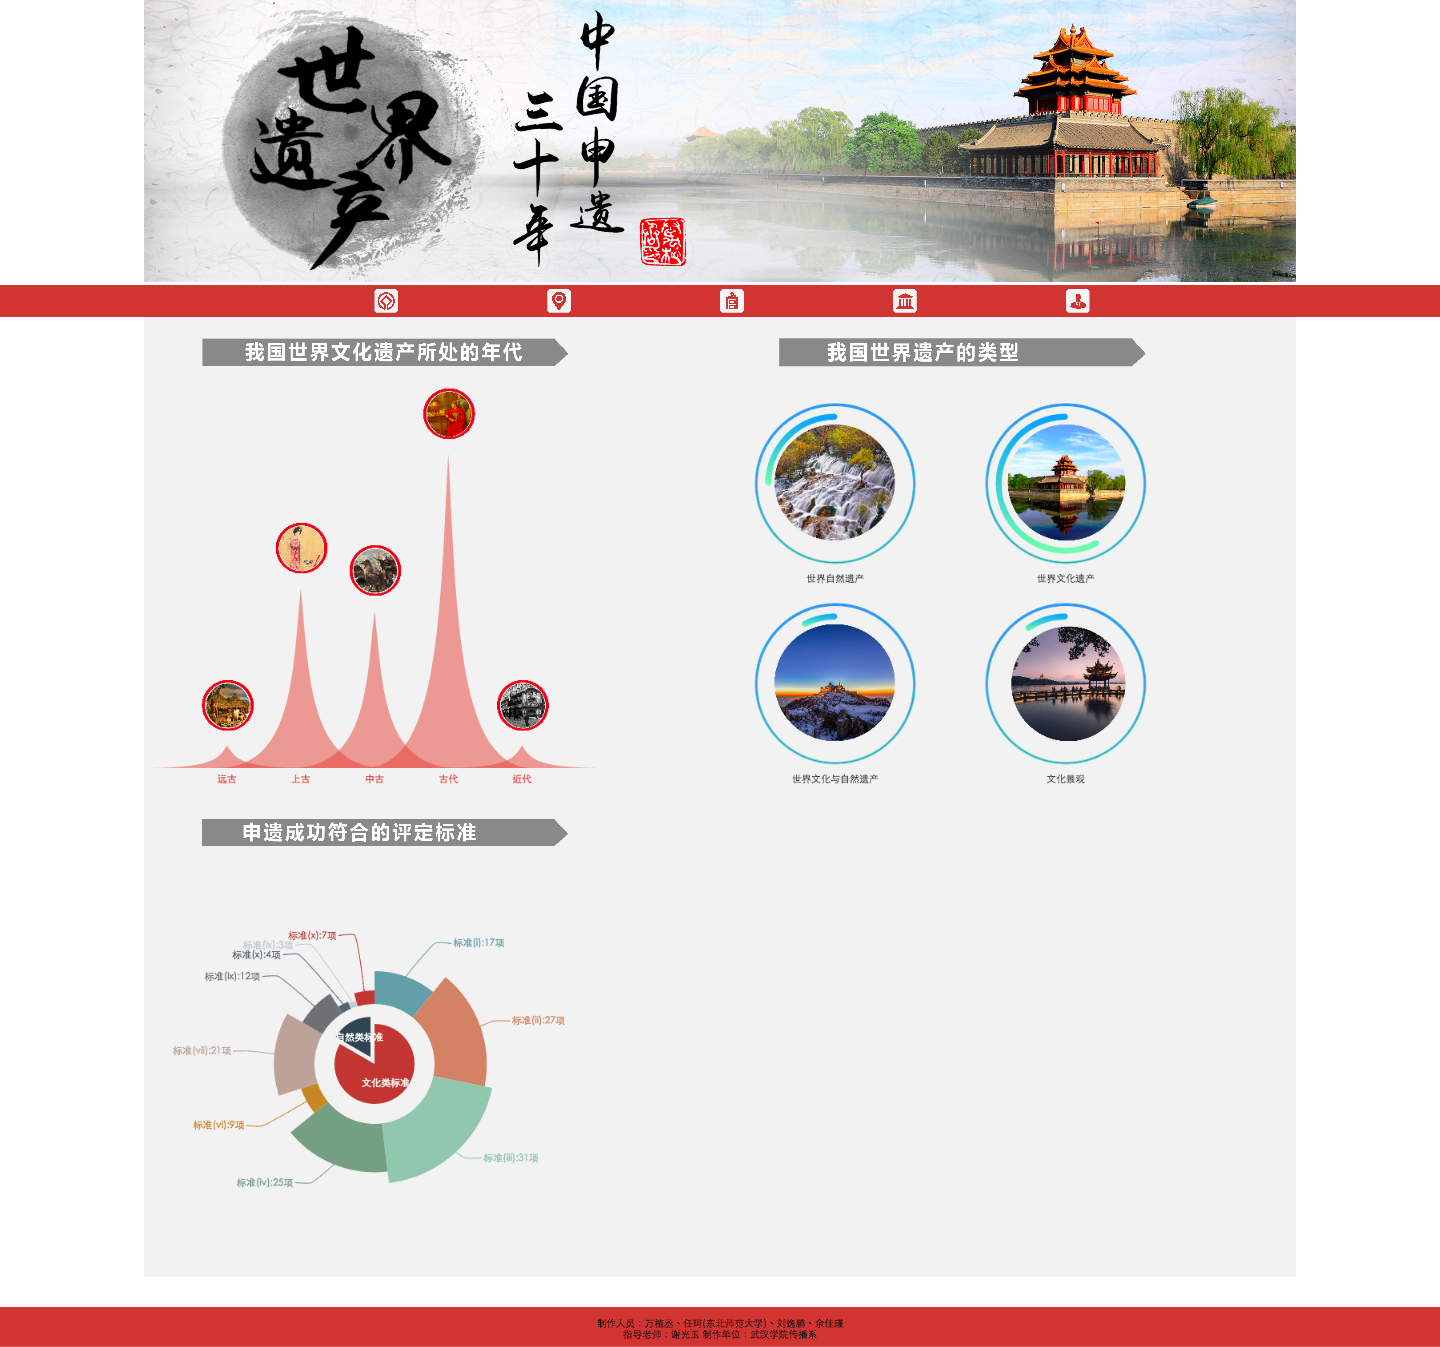 世界遗产
中国申遗
三十年
我国世界文化遗产所处的年代
远古
上古
中古
古代
近代
我国世界遗产的类型
世界自然遗产
世界文化遗产
世界文化与自然遗产
文化景观
申遗成功符合的评定标准
标准(x):7项
标准(ix):3项
标准(x):4项
标准(ix):12项
标准(vii):21项
标准(vi):9项
标准(iv):25项
标准(i):17项
标准(ii):27项
标准(iii):31项
自然类标准
文化类标准
制作人员：万植丞、任珂(东北师范大学)、刘逸鹏、余佳瑾
指导老师：谢光玉 制作单位：武汉学院传播系